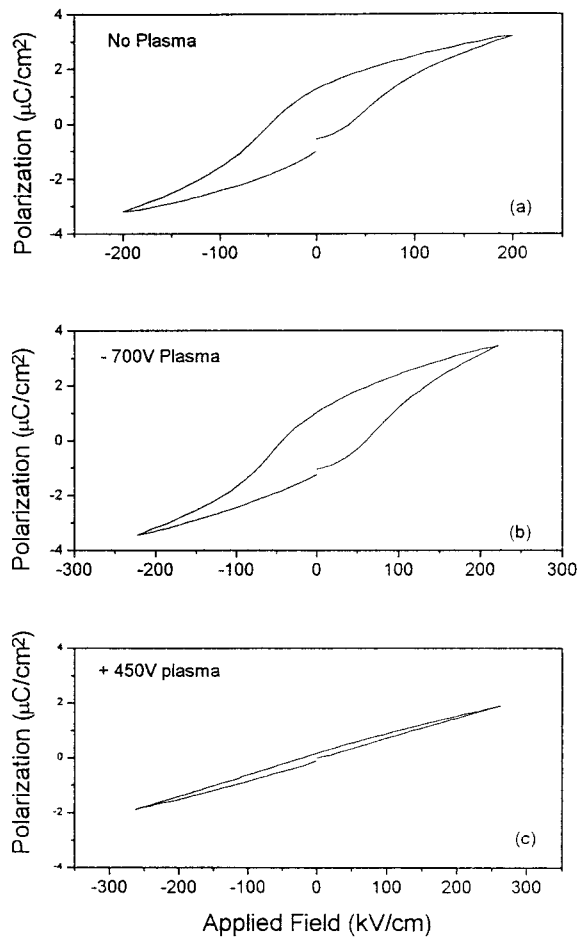 No Plasma
Polarization (μC/cm²)
4
2
0
-2
-4
(a)
-200 -100 0 100 200
- 700V Plasma
Polarization (μC/cm²)
4
2
0
-2
-4
(b)
-300 -200 -100 0 100 200 300
+ 450V plasma
Polarization (μC/cm²)
4
2
0
-2
-4
(c)
-300 -200 -100 0 100 200 300
Applied Field (kV/cm)